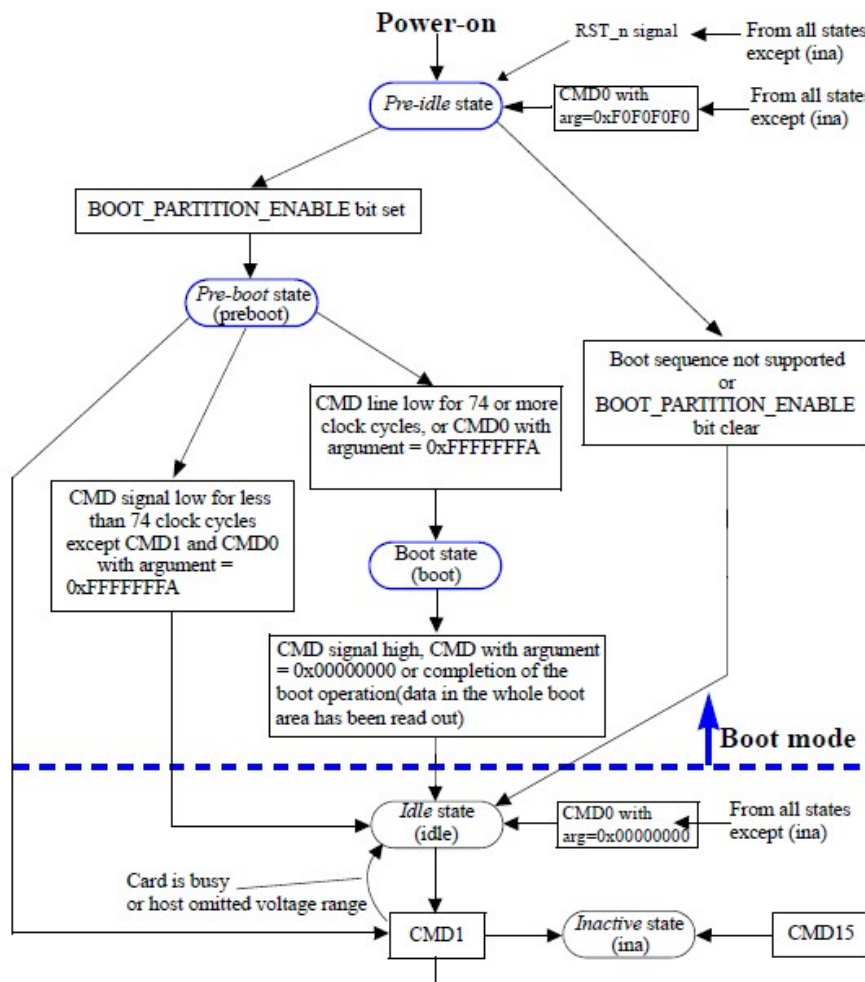 Power-on
RST_n signal
From all states
except (ina)
Pre-idle state
CMD0 with
arg=0xF0F0F0F0
From all states
except (ina)
BOOT_PARTITION_ENABLE bit set
Pre-boot state
(preboot)
Boot sequence not supported
or
BOOT_PARTITION_ENABLE
bit clear
CMD line low for 74 or more
clock cycles, or CMD0 with
argument = 0xFFFFFFFA
CMD signal low for less
than 74 clock cycles
except CMD1 and CMD0
with argument =
0xFFFFFFFA
Boot state
(boot)
CMD signal high, CMD with argument
= 0x00000000 or completion of the
boot operation(data in the whole boot
area has been read out)
Boot mode
Idle state
(idle)
CMD0 with
arg=0x00000000
From all states
except (ina)
Card is busy
or host omitted voltage range
CMD1
Inactive state
(ina)
CMD15